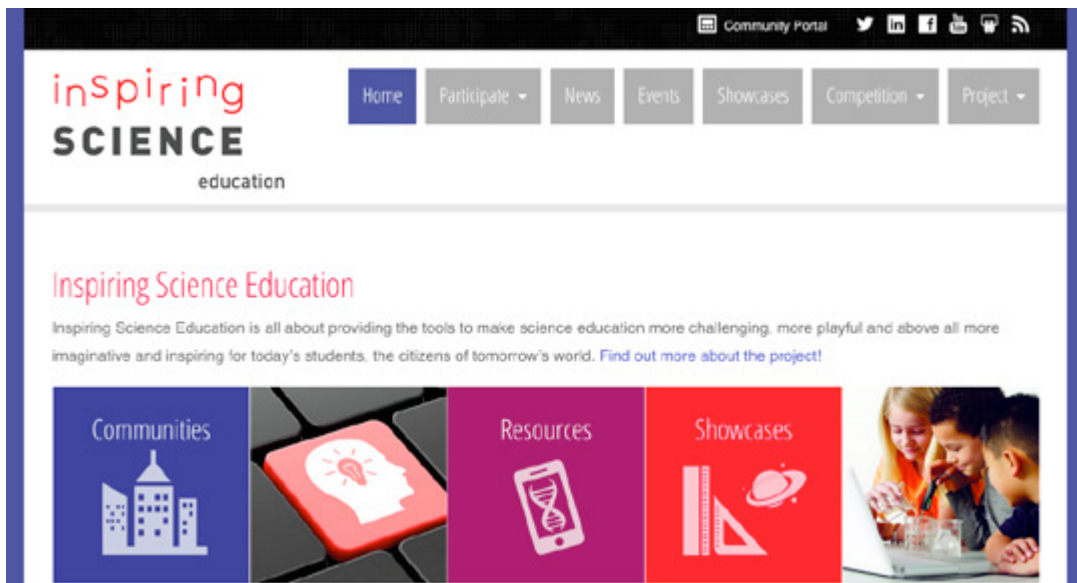 Community Portal
inspiring
SCIENCE
education
Home Participate News Events Showcases Competition Project
Inspiring Science Education
Inspiring Science Education is all about providing the tools to make science education more challenging, more playful and above all more
imaginative and inspiring for today's students, the citizens of tomorrow's world. Find out more about the project!
Communities Resources Showcases